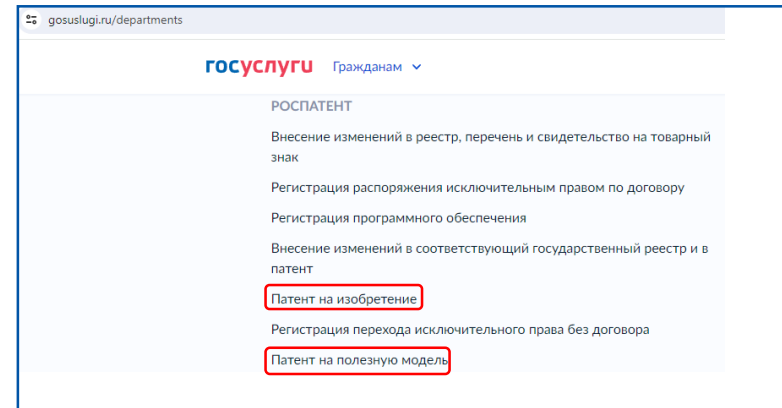 gosuslugi.ru/departments
госуслуги Гражданам
РОСПАТЕНТ
Внесение изменений в реестр, перечень и свидетельство на товарный
знак
Регистрация распоряжения исключительным правом по договору
Регистрация программного обеспечения
Внесение изменений в соответствующий государственный реестр и в
патент
Патент на изобретение
Регистрация перехода исключительного права без договора
Патент на полезную модель